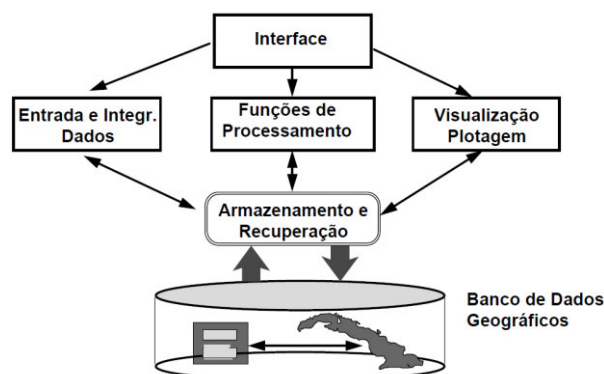 Interface
Entrada e Integr.
Dados
Funções de
Processamento
Visualização
Plotagem
Armazenamento e
Recuperação
Banco de Dados
Geográficos